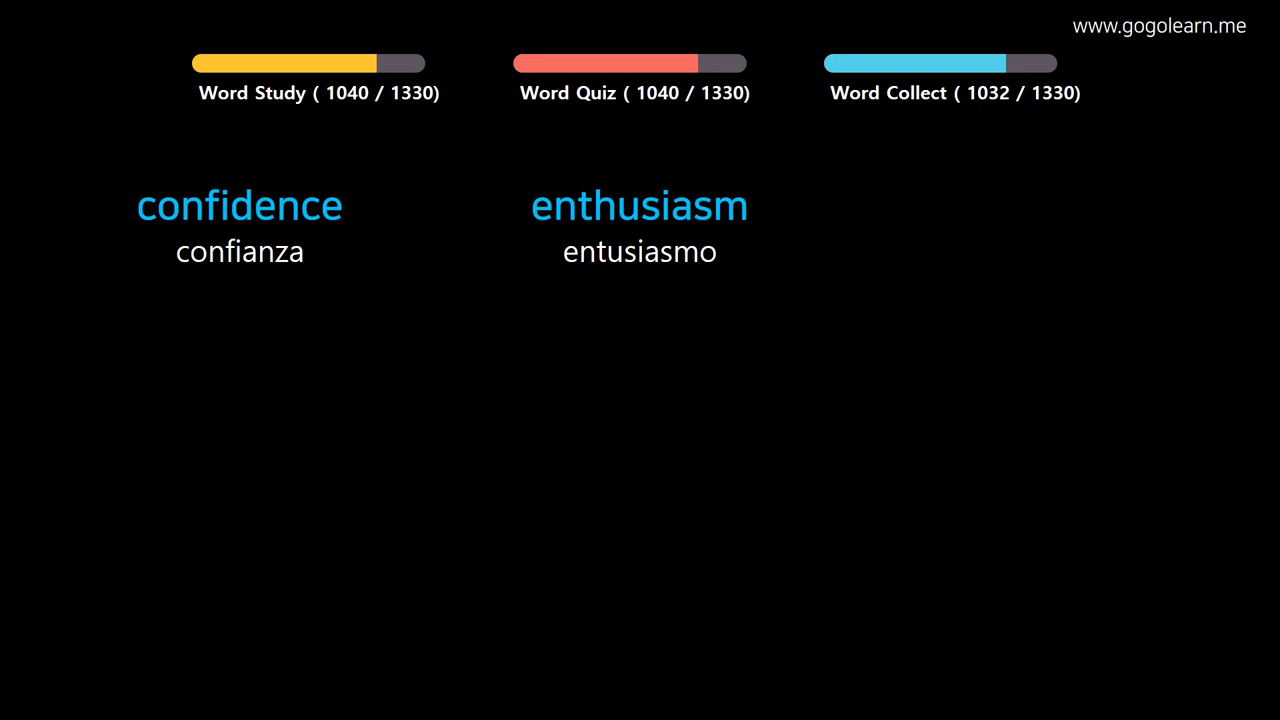 www.gogolearn.me
Word Study ( 1040 / 1330)
Word Quiz ( 1040 / 1330)
Word Collect ( 1032 / 1330)
confidence
confianza
enthusiasm
entusiasmo